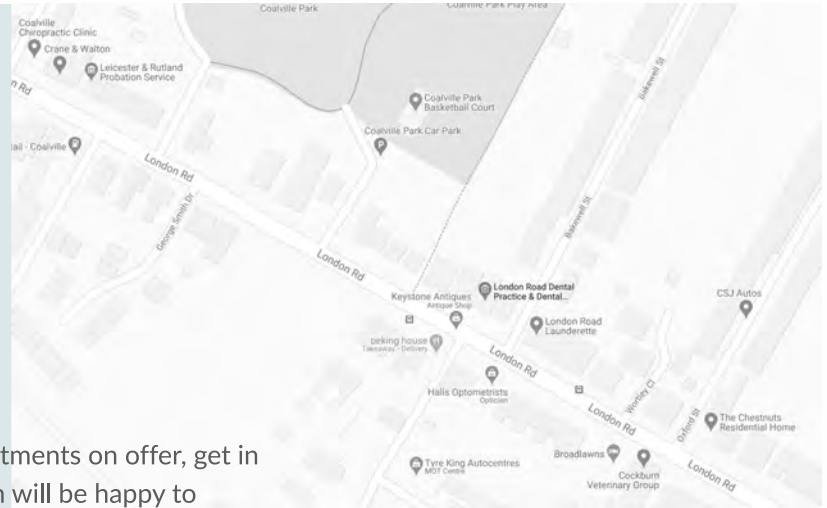 Coalville Park
Coalville Park Play Area
Coalville
Chiropractic Clinic
Crane & Walton
Leicester & Rutland
Probation Service
n Rd
Coalville Park
Basketball Court
Bakewell St
Coalville Park Car Park
ail - Coalville
London Rd
George Smith Dr
Bakewell St
London Rd
London Road Dental
Practice & Dental...
Keystone Antiques
Antique Shop
CSJ Autos
London Road
Launderette
peking house
Takeaway • Delivery
London Rd
Halls Optometrists
Optician
Wortley Cl
London Rd
Oxford St
The Chestnuts
Residential Home
Broadlawns
Tyre King Autocentres
MOT Centre
Cockburn
Veterinary Group
London Rd
tments on offer, get in
will be happy to